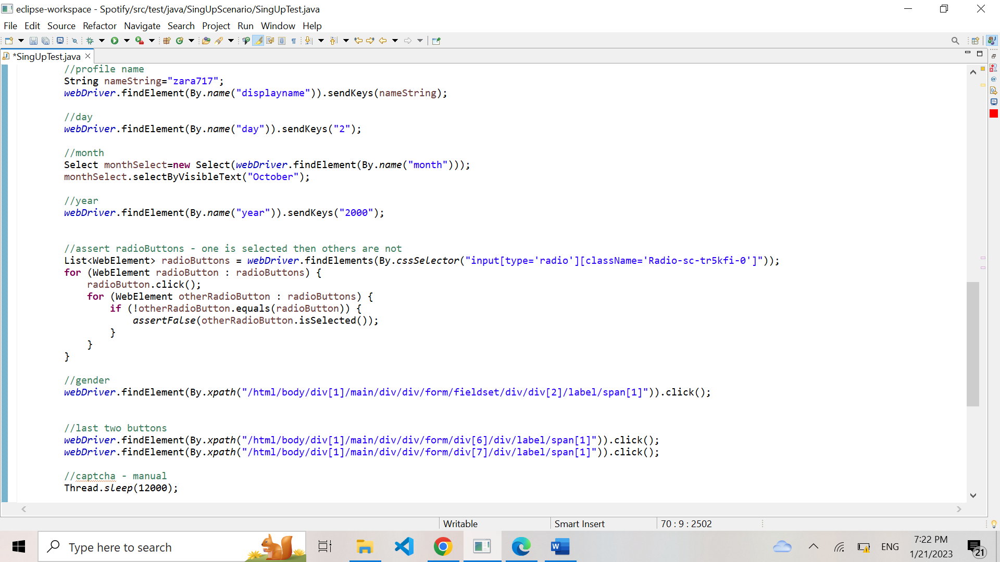 eclipse-workspace - Spotify/src/test/java/SingUpScenario/SingUpTest.java
File Edit Source Refactor Navigate Search Project Run Window Help
*SingUpTest.java
//profile name
String nameString="zara717";
webDriver.findElement(By.name("displayname")).sendKeys(nameString);
//day
webDriver.findElement(By.name("day")).sendKeys("2");
//month
Select monthSelect=new Select(webDriver.findElement(By.name("month")));
monthSelect.selectByVisibleText("October");
//year
webDriver.findElement(By.name("year")).sendKeys("2000");
//assert radioButtons - one is selected then others are not
List<WebElement> radioButtons = webDriver.findElements(By.cssSelector("input[type='radio'][className='Radio-sc-tr5kfi-0']"));
for (WebElement radioButton : radioButtons) {
radioButton.click();
for (WebElement otherRadioButton : radioButtons) {
if (!otherRadioButton.equals(radioButton)) {
assertFalse(otherRadioButton.isSelected());
}
}
}
//gender
webDriver.findElement(By.xpath("/html/body/div[1]/main/div/div/form/fieldset/div/div[2]/label/span[1]")).click();
//last two buttons
webDriver.findElement(By.xpath("/html/body/div[1]/main/div/div/form/div[6]/div/label/span[1]")).click();
webDriver.findElement(By.xpath("/html/body/div[1]/main/div/div/form/div[7]/div/label/span[1]")).click();
//captcha - manual
Thread.sleep(12000);
Writable Smart Insert 70 : 9 : 2502
Type here to search
ENG
7:22 PM
1/21/2023
21